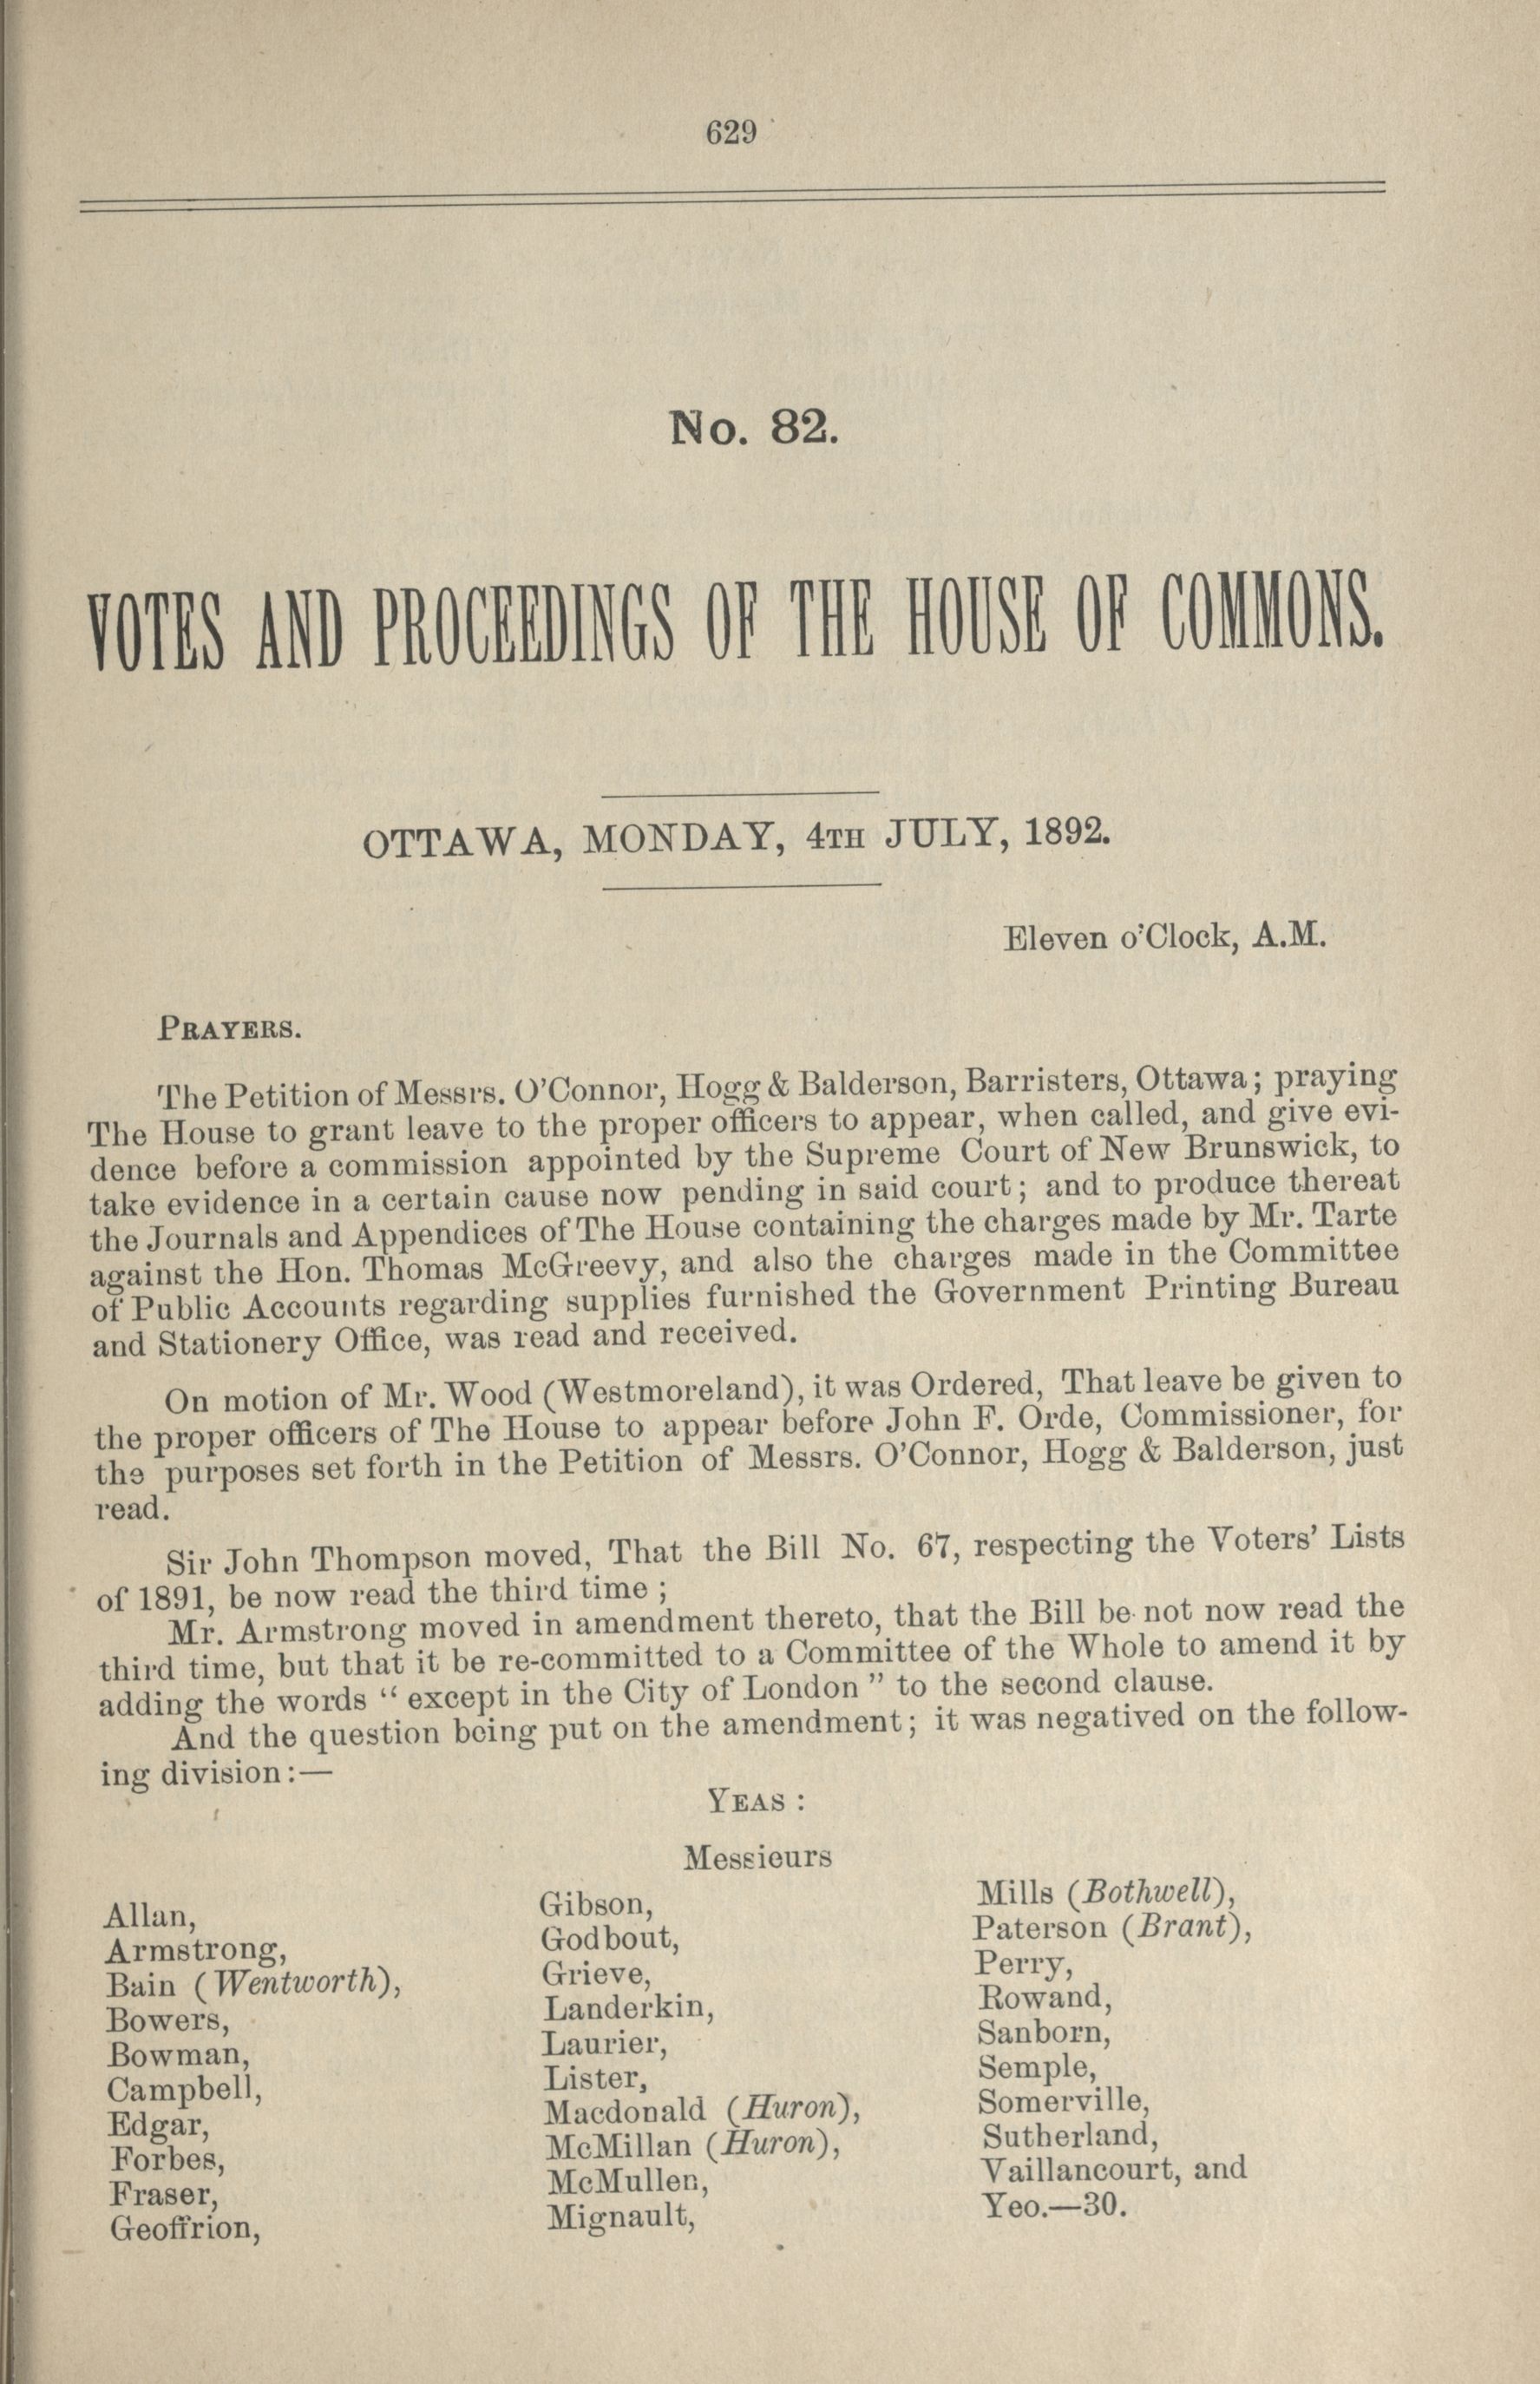 629
No. 82.
VOTES AND PROCEEDINGS OF THE HOUSE OF COMMONS.
OTTAWA, MONDAY, 4TH JULY, 1892.
Eleven o'Clock, A.M.
PRAYERS.
The Petition of Messrs. O'Connor, Hogg & Balderson, Barristers, Ottawa; praying
The House to grant leave to the proper officers to appear, when called, and give evi-
dence before a commission appointed by the Supreme Court of New Brunswick, to
take evidence in a certain cause now pending in said court; and to produce thereat
the Journals and Appendices of The House containing the charges made by Mr. Tarte
against the Hon. Thomas McGreevy, and also the charges made in the Committee
of Public Accounts regarding supplies furnished the Government Printing Bureau
and Stationery Office, was read and received.
On motion of Mr. Wood (Westmoreland), it was Ordered, That leave be given to
the proper officers of The House to appear before John F. Orde, Commissioner, for
the purposes set forth in the Petition of Messrs. O'Connor, Hogg & Balderson, just
read.
Sir John Thompson moved, That the Bill No. 67, respecting the Voters' Lists
of 1891, be now read the third time;
Mr. Armstrong moved in amendment thereto, that the Bill be not now read the
third time, but that it be re-committed to a Committee of the Whole to amend it by
adding the words "except in the City of London" to the second clause.
And the question being put on the amendment; it was negatived on the follow-
ing division:—
YEAS:
Messieurs
Allan,
Armstrong,
Bain (Wentworth),
Bowers,
Bowman,
Campbell,
Edgar,
Forbes,
Fraser,
Geoffrion,
Gibson,
Godbout,
Grieve,
Landerkin,
Laurier,
Lister,
Macdonald (Huron),
McMillan (Huron),
McMullen,
Mignault,
Mills (Bothwell),
Paterson (Brant),
Perry,
Rowand,
Sanborn,
Semple,
Somerville,
Sutherland,
Vaillancourt, and
Yeo.—30.